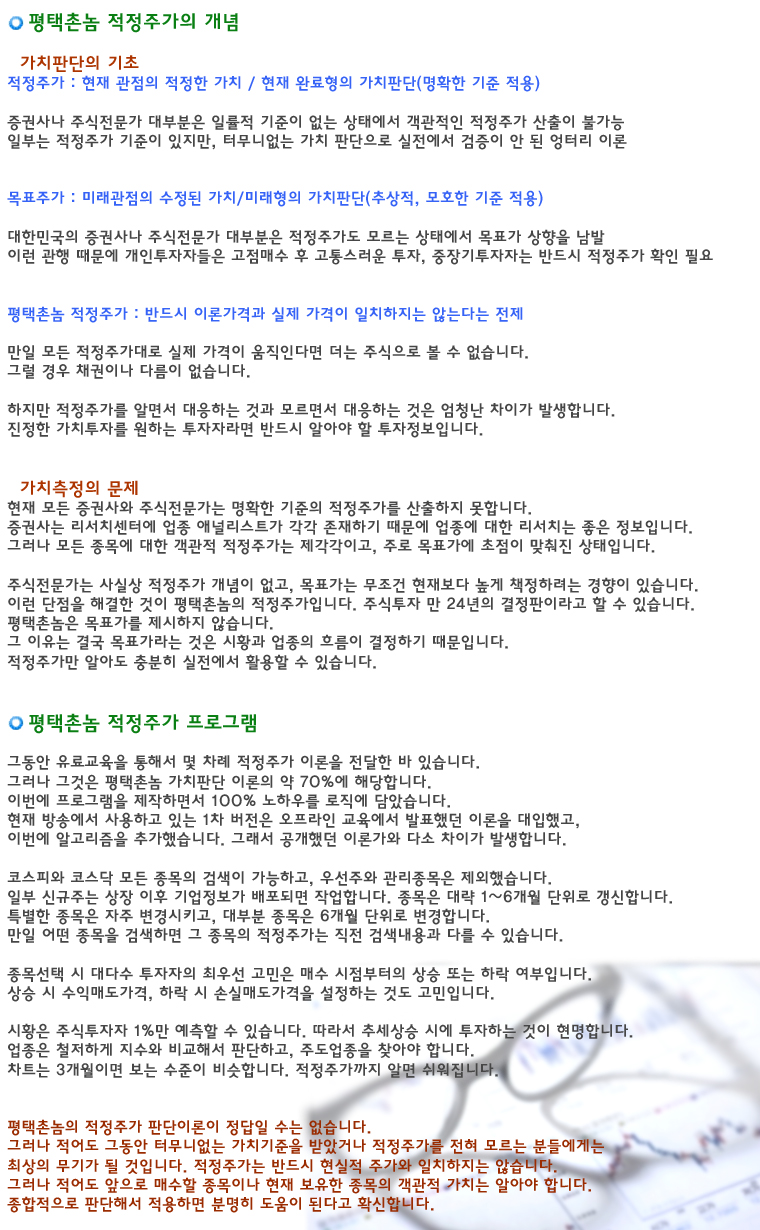 평택촌놈 적정주가의 개념
가치판단의 기초
적정주가 : 현재 관점의 적정한 가치 / 현재 완료형의 가치판단(명확한 기준 적용)
증권사나 주식전문가 대부분은 일률적 기준이 없는 상태에서 객관적인 적정주가 산출이 불가능
일부는 적정주가 기준이 있지만, 터무니없는 가치 판단으로 실전에서 검증이 안 된 엉터리 이론
목표주가 : 미래관점의 수정된 가치/미래형의 가치판단(추상적, 모호한 기준 적용)
대한민국의 증권사나 주식전문가 대부분은 적정주가도 모르는 상태에서 목표가 상향을 남발
이런 관행 때문에 개인투자자들은 고점매수 후 고통스러운 투자, 중장기투자자는 반드시 적정주가 확인 필요
평택촌놈 적정주가 : 반드시 이론가격과 실제 가격이 일치하지는 않는다는 전제
만일 모든 적정주가대로 실제 가격이 움직인다면 더는 주식으로 볼 수 없습니다.
그럴 경우 채권이나 다름이 없습니다.
하지만 적정주가를 알면서 대응하는 것과 모르면서 대응하는 것은 엄청난 차이가 발생합니다.
진정한 가치투자를 원하는 투자자라면 반드시 알아야 할 투자정보입니다.
가치측정의 문제
현재 모든 증권사와 주식전문가는 명확한 기준의 적정주가를 산출하지 못합니다.
증권사는 리서치센터에 업종 애널리스트가 각각 존재하기 때문에 업종에 대한 리서치는 좋은 정보입니다.
그러나 모든 종목에 대한 객관적 적정주가는 제각각이고, 주로 목표가에 초점이 맞춰진 상태입니다.
주식전문가는 사실상 적정주가 개념이 없고, 목표가는 무조건 현재보다 높게 책정하려는 경향이 있습니다.
이런 단점을 해결한 것이 평택촌놈의 적정주가입니다. 주식투자 만 24년의 결정판이라고 할 수 있습니다.
평택촌놈은 목표가를 제시하지 않습니다.
그 이유는 결국 목표가라는 것은 시황과 업종의 흐름이 결정하기 때문입니다.
적정주가만 알아도 충분히 실전에서 활용할 수 있습니다.
평택촌놈 적정주가 프로그램
그동안 유료교육을 통해서 몇 차례 적정주가 이론을 전달한 바 있습니다.
그러나 그것은 평택촌놈 가치판단 이론의 약 70%에 해당합니다.
이번에 프로그램을 제작하면서 100% 노하우를 로직에 담았습니다.
현재 방송에서 사용하고 있는 1차 버전은 오프라인 교육에서 발표했던 이론을 대입했고,
이번에 알고리즘을 추가했습니다. 그래서 공개했던 이론가와 다소 차이가 발생합니다.
코스피와 코스닥 모든 종목의 검색이 가능하고, 우선주와 관리종목은 제외했습니다.
일부 신규주는 상장 이후 기업정보가 배포되면 작업합니다. 종목은 대략 1~6개월 단위로 갱신합니다.
특별한 종목은 자주 변경시키고, 대부분 종목은 6개월 단위로 변경합니다.
만일 어떤 종목을 검색하면 그 종목의 적정주가는 직전 검색내용과 다를 수 있습니다.
종목선택 시 대다수 투자자의 최우선 고민은 매수 시점부터의 상승 또는 하락 여부입니다.
상승 시 수익매도가격, 하락 시 손실매도가격을 설정하는 것도 고민입니다.
시황은 주식투자자 1%만 예측할 수 있습니다. 따라서 추세상승 시에 투자하는 것이 현명합니다.
업종은 철저하게 지수와 비교해서 판단하고, 주도업종을 찾아야 합니다.
차트는 3개월이면 보는 수준이 비슷합니다. 적정주가까지 알면 쉬워집니다.
평택촌놈의 적정주가 판단이론이 정답일 수는 없습니다.
그러나 적어도 그동안 터무니없는 가치기준을 받았거나 적정주가를 전혀 모르는 분들에게는
최상의 무기가 될 것입니다. 적정주가는 반드시 현실적 주가와 일치하지는 않습니다.
그러나 적어도 앞으로 매수할 종목이나 현재 보유한 종목의 객관적 가치는 알아야 합니다.
종합적으로 판단해서 적용하면 분명히 도움이 된다고 확신합니다.